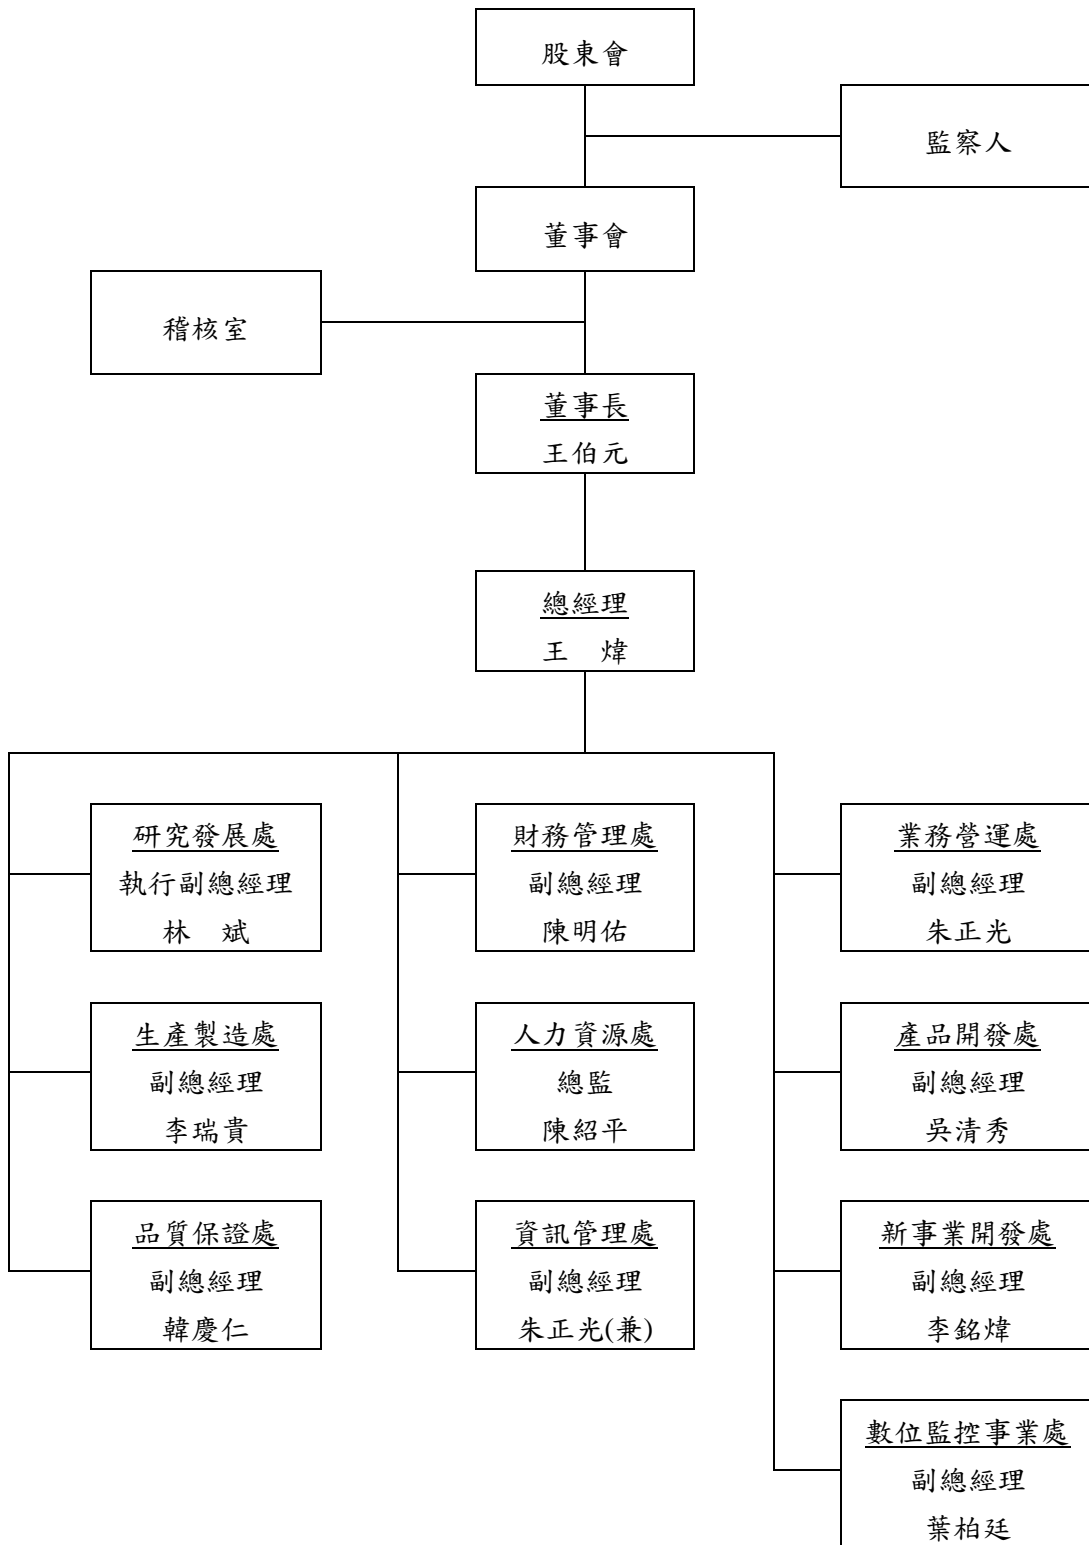 股東會
監察人
董事會
稽核室
董事長
王伯元
總經理
王　煒
研究發展處
執行副總經理
林　斌
財務管理處
副總經理
陳明佑
業務營運處
副總經理
朱正光
生產製造處
副總經理
李瑞貴
人力資源處
總監
陳紹平
產品開發處
副總經理
吳清秀
品質保證處
副總經理
韓慶仁
資訊管理處
副總經理
朱正光(兼)
新事業開發處
副總經理
李銘煒
數位監控事業處
副總經理
葉柏廷